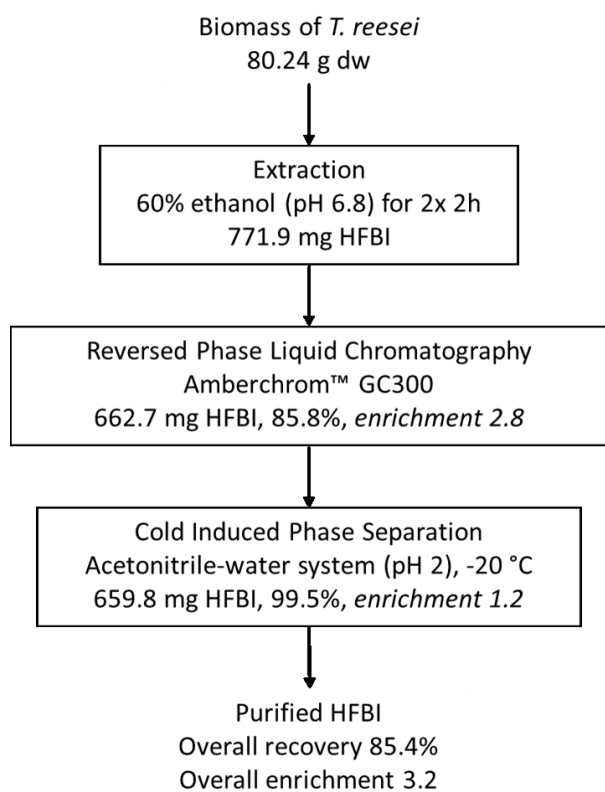 Biomass of T. reesei
80.24 g dw
Extraction
60% ethanol (pH 6.8) for 2x 2h
771.9 mg HFBI
Reversed Phase Liquid Chromatography
Amberchrom™ GC300
662.7 mg HFBI, 85.8%, enrichment 2.8
Cold Induced Phase Separation
Acetonitrile-water system (pH 2), -20 °C
659.8 mg HFBI, 99.5%, enrichment 1.2
Purified HFBI
Overall recovery 85.4%
Overall enrichment 3.2